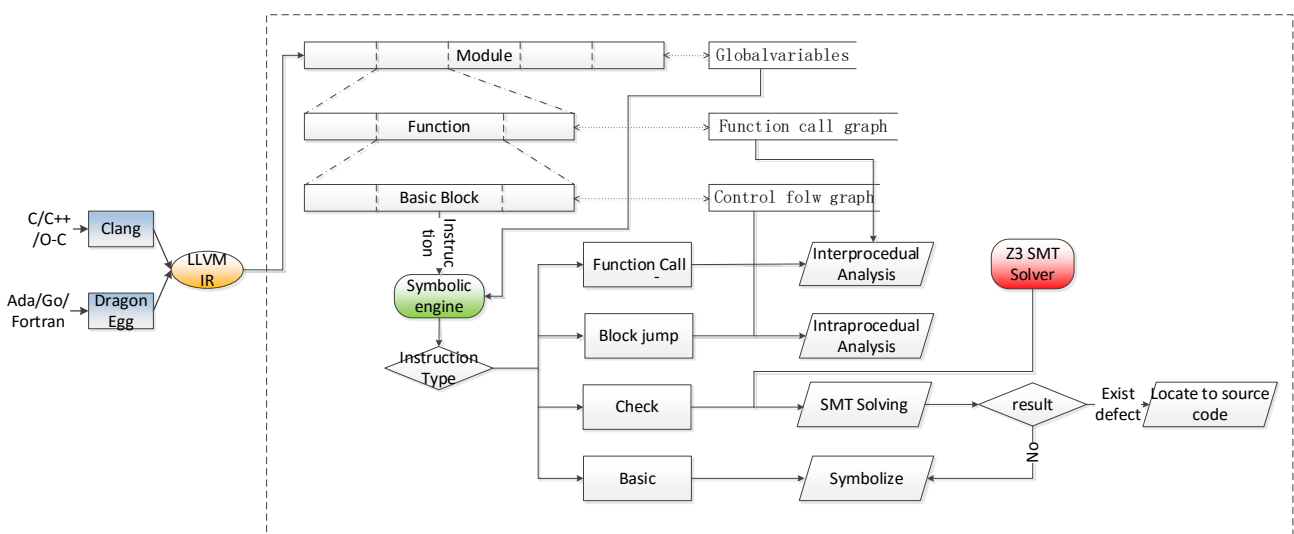 Module
Globalvariables
Function
Function call graph
Basic Block
Control folw graph
C/C++
/O-C
Clang
Instruc
tion
LLVM
IR
Function Call
Interprocedual
Analysis
Z3 SMT
Solver
Symbolic
engine
Ada/Go/
Fortran
Dragon
Egg
Block jump
Intraprocedual
Analysis
Instruction
Type
Check
SMT Solving
result
Exist
defect
Locate to source
code
No
Basic
Symbolize